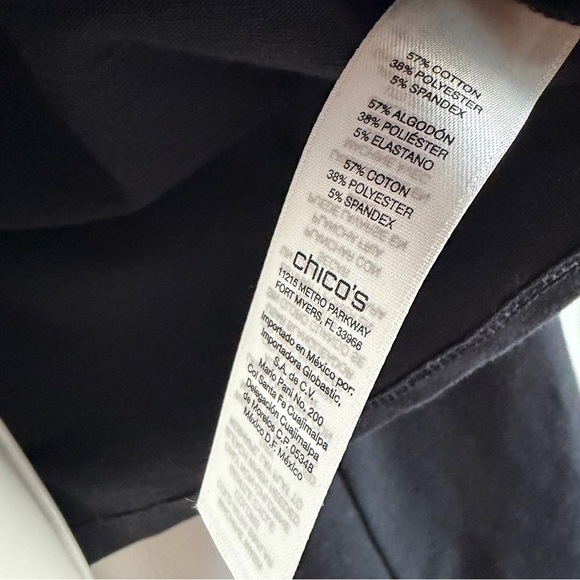 57% COTTON
38% POLYESTER
5% SPANDEX
57% ALGODÓN
38% POLIÉSTER
5% ELASTANO
57% COTON
38% POLYESTER
5% SPANDEX
chico's
11215 METRO PARKWAY
FORT MYERS, FL 33966
Importado en México por:
Importadora Globastic,
S.A. de C.V.
Mario Pani No. 200
Col Santa Fe Cuajimalpa
Delegación Cuajimalpa
de Morelos C.P. 05348
México D.F. México